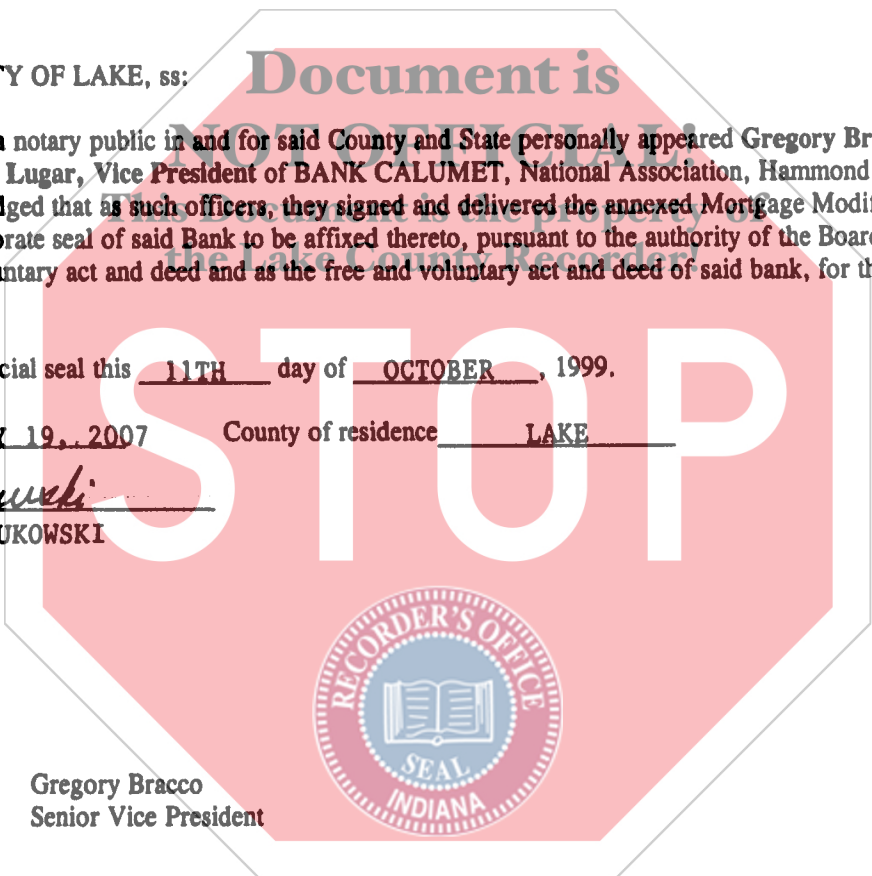 TY OF LAKE, ss:
Document is
NOT OFFICIAL!
a notary public in and for said County and State personally appeared Gregory Br
Lugar, Vice President of BANK CALUMET, National Association, Hammond
This Document is the property of
dged that as such officers, they signed and delivered the annexed Mortgage Modif
orate seal of said Bank to be affixed thereto, pursuant to the authority of the Board
the Lake County Recorder!
untary act and deed and as the free and voluntary act and deed of said bank, for th
STOP
cial seal this 11TH day of OCTOBER, 1999.
19, 2007 County of residence LAKE
UKOWSKI
RECORDER'S OFFICE
SEAL
INDIANA
Gregory Bracco
Senior Vice President